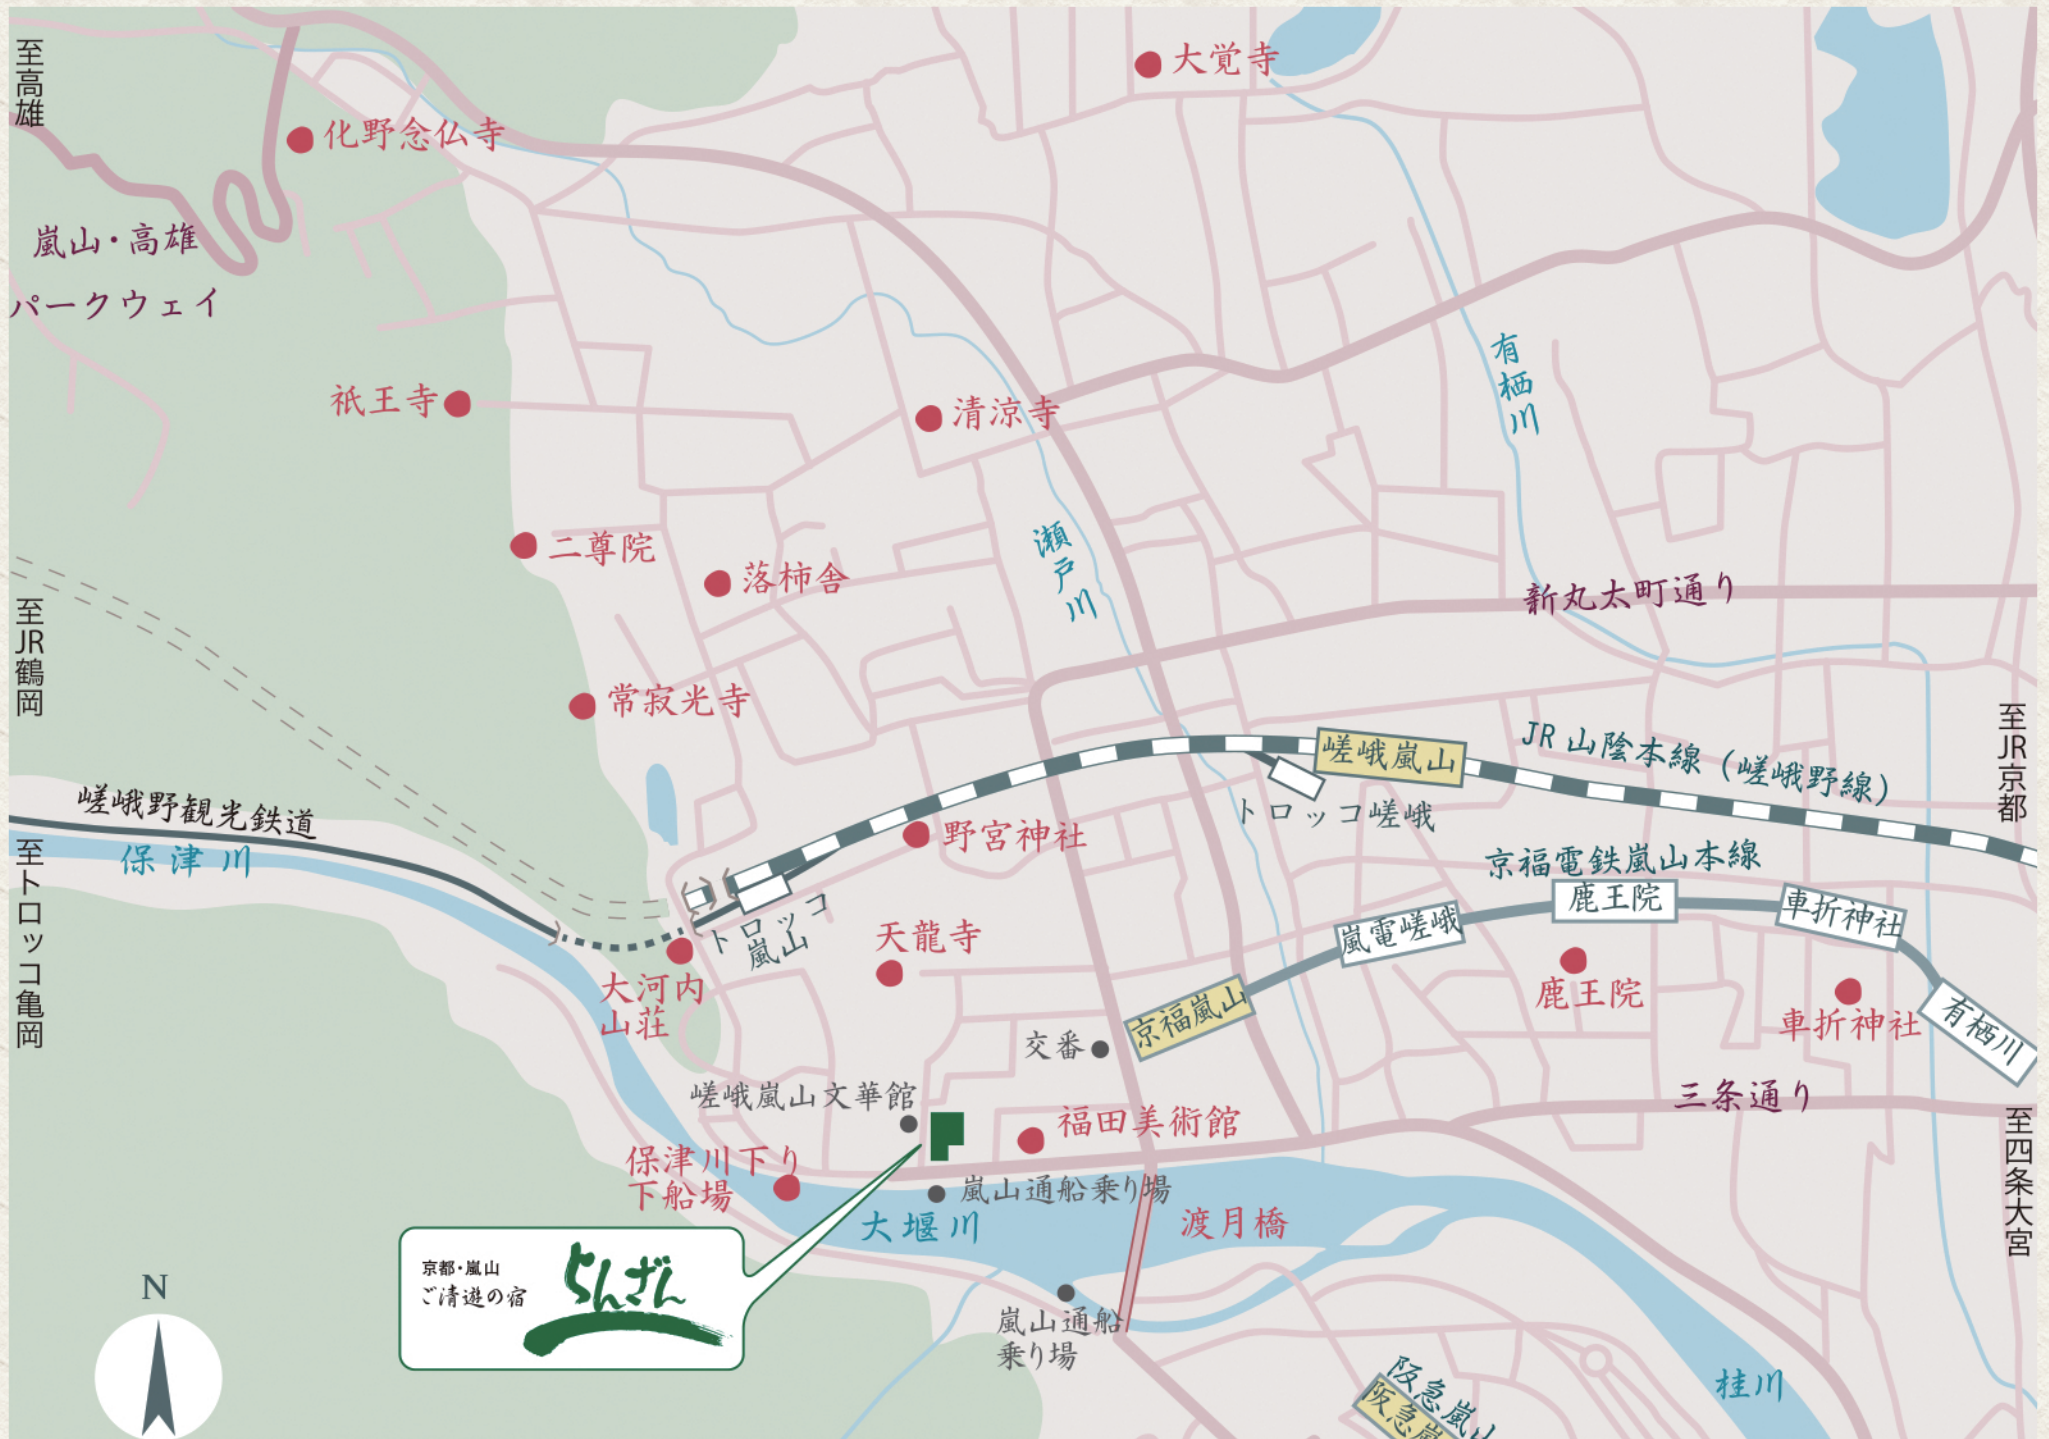 至高雄
大覚寺
化野念仏寺
嵐山・高雄
パークウェイ
有栖川
祇王寺
清涼寺
瀬戸川
二尊院
落柿舎
新丸太町通り
至JR鶴岡
常寂光寺
至JR京都
JR山陰本線（嵯峨野線）
嵯峨嵐山
トロッコ嵯峨
嵯峨野観光鉄道
保津川
至トロッコ亀岡
野宮神社
京福電鉄嵐山本線
鹿王院
車折神社
嵐電嵯峨
トロッコ
嵐山
天龍寺
大河内
山荘
鹿王院
車折神社
有栖川
京福嵐山
交番
嵯峨嵐山文華館
三条通り
福田美術館
至四条大宮
保津川下り
下船場
嵐山通船乗り場
大堰川
渡月橋
京都・嵐山
ご清遊の宿
らんざん
N
嵐山通船
乗り場
桂川
阪急嵐山
阪急嵐